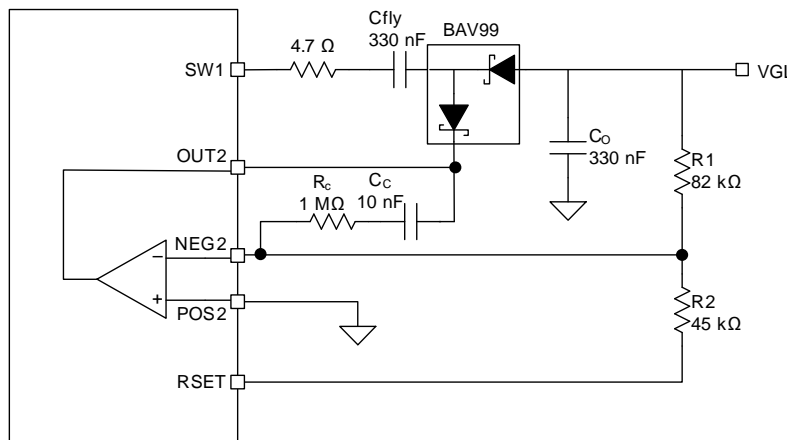 Cfly
330 nF
BAV99
4.7 Ω
SW1
VGL
OUT2
CO
330 nF
R1
82 kΩ
Rc
1 MΩ
CC
10 nF
NEG2
−
+
POS2
R2
45 kΩ
RSET